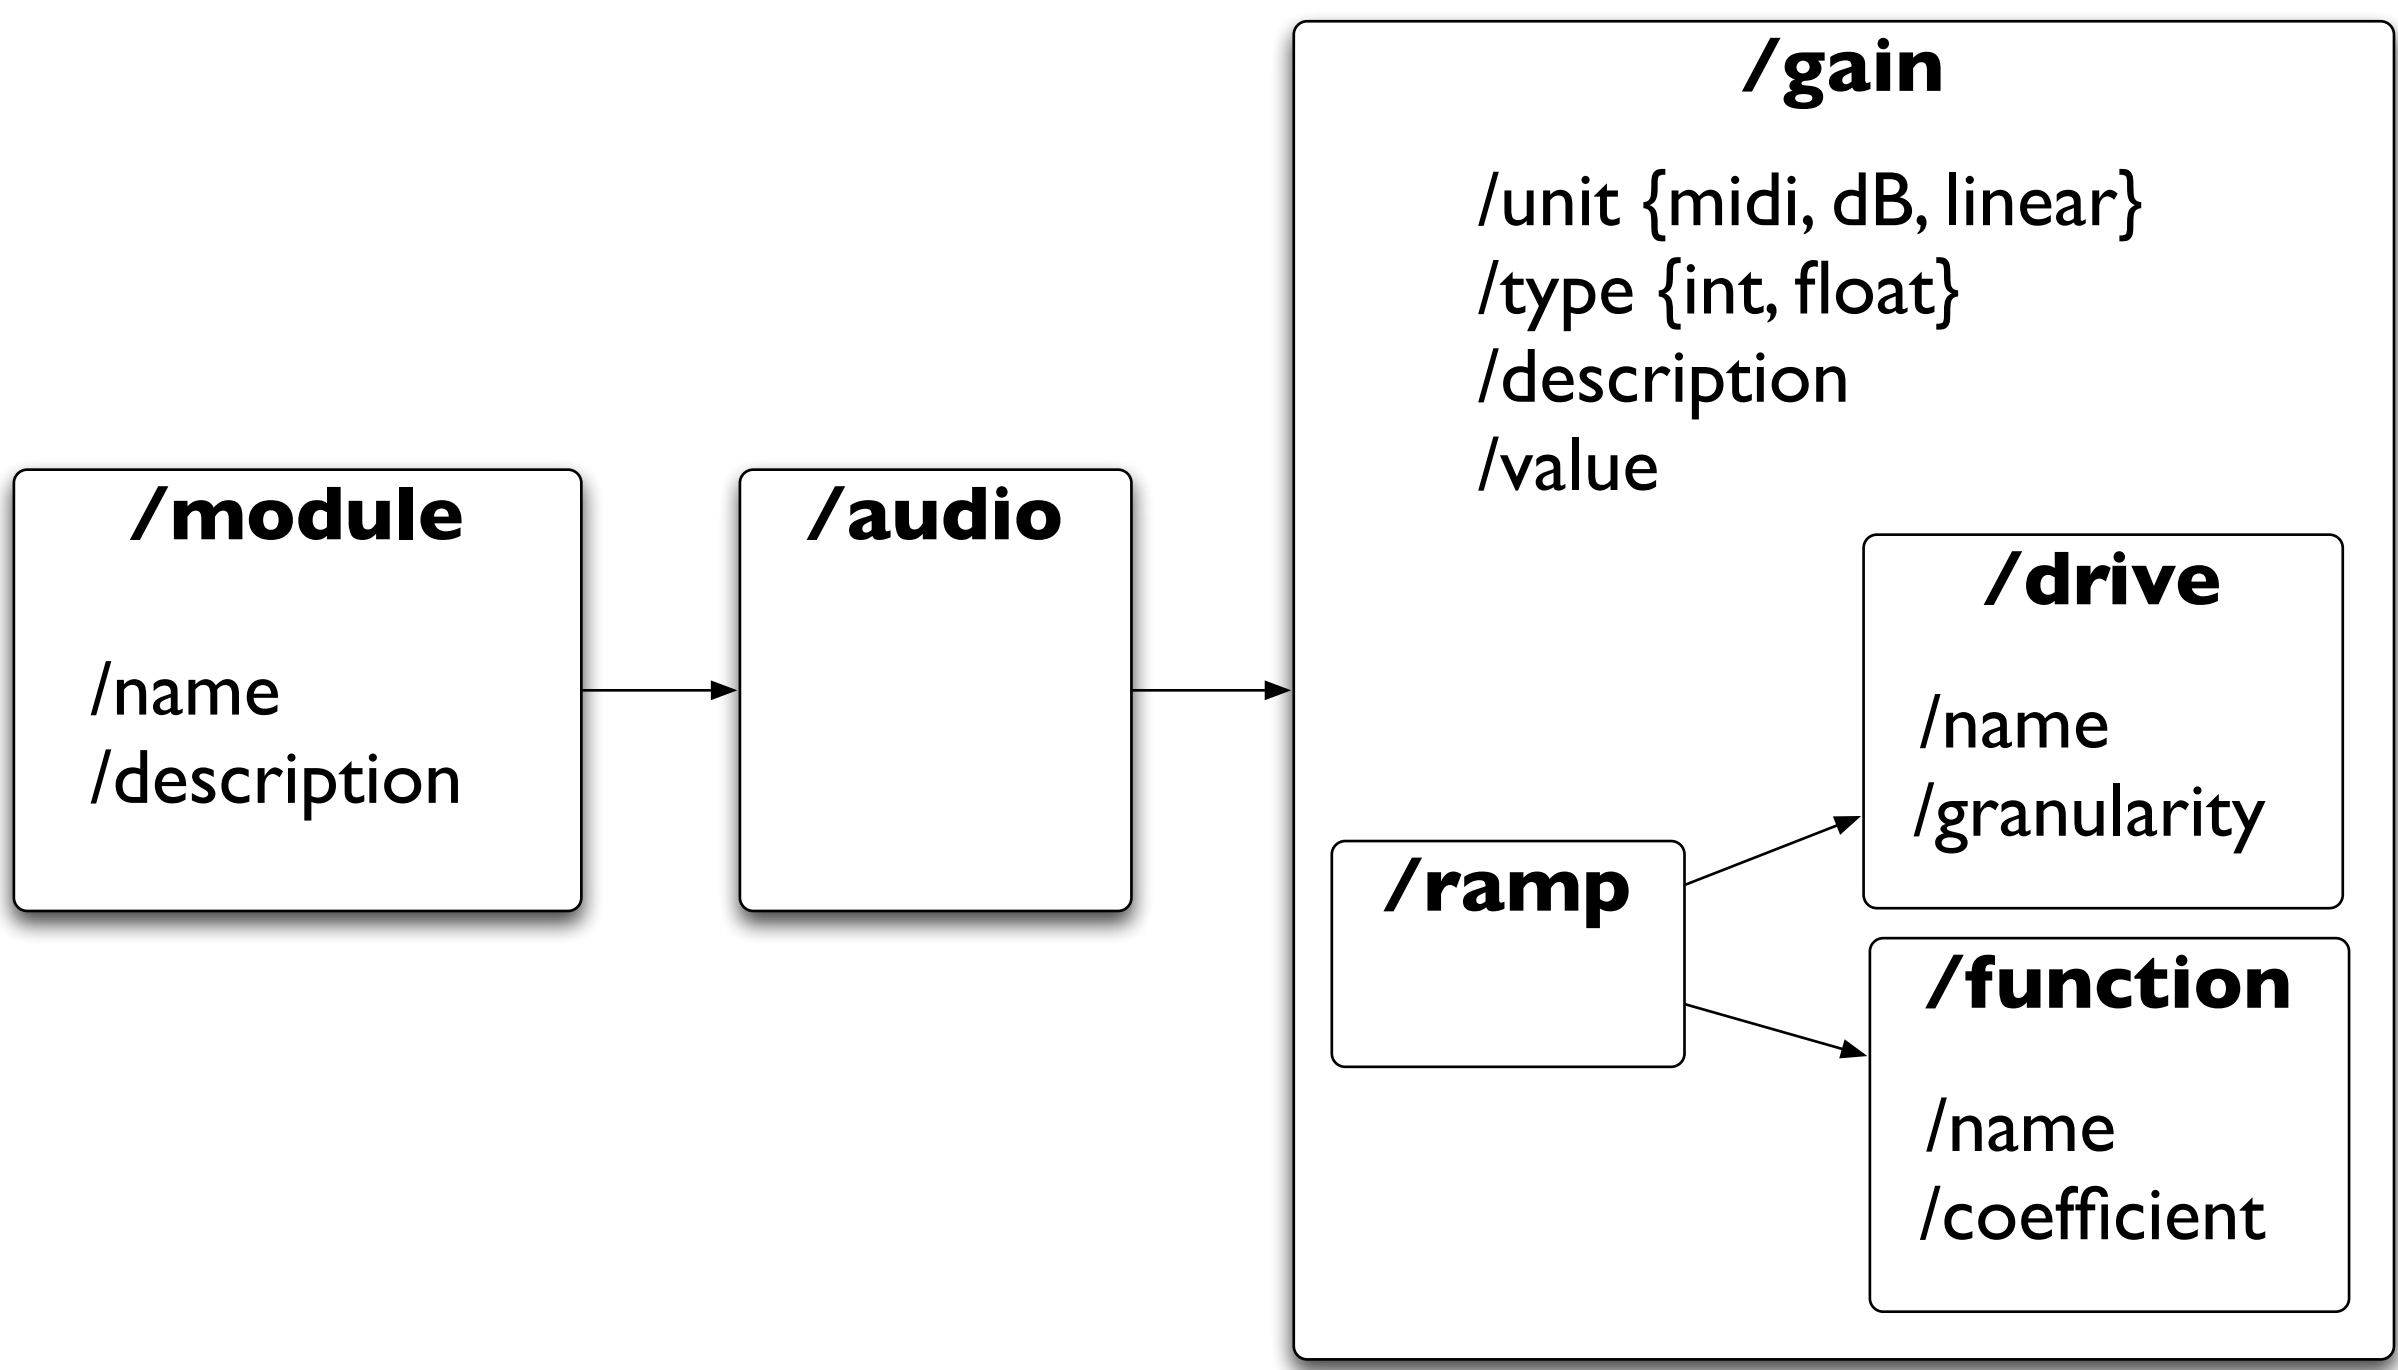 /module
/name
/description
/audio
/gain
/unit {midi, dB, linear}
/type {int, float}
/description
/value
/ramp
/drive
/name
/granularity
/function
/name
/coefficient